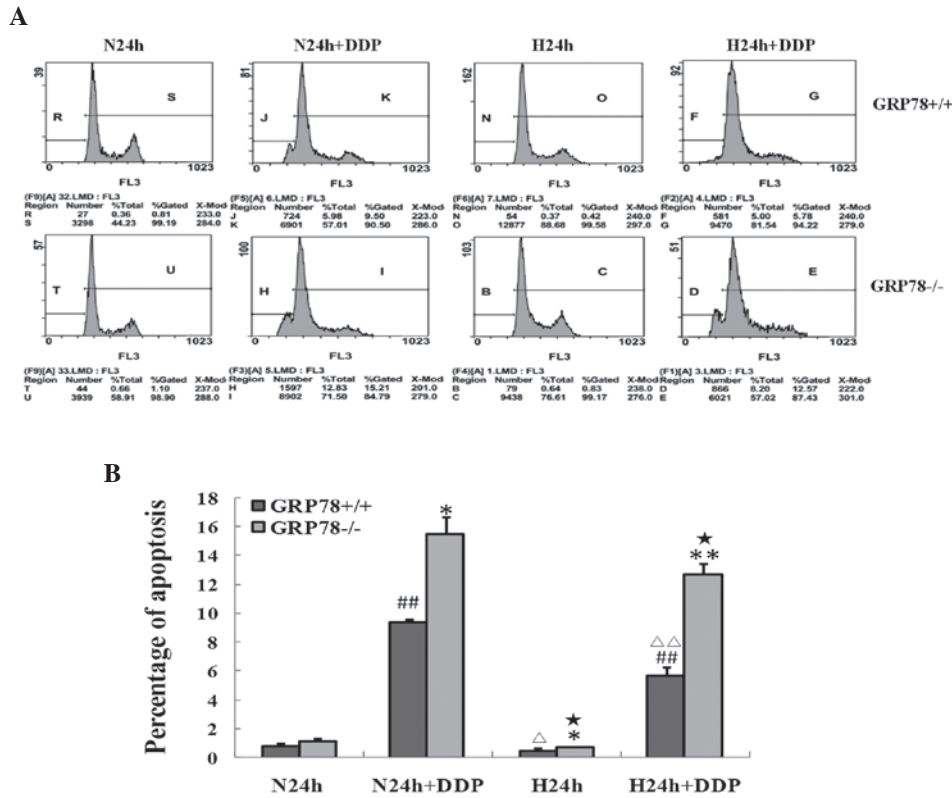 A
N24h N24h+DDP H24h H24h+DDP
39
R S
0 1023
FL3
81
J K
0 1023
FL3
162
N O
0 1023
FL3
92
F G
0 1023
FL3
GRP78+/+
(F9)[A] 32.LMD : FL3
Region Number %Total %Gated X-Mod
R 27 0.36 0.81 233.0
S 3298 44.23 99.19 284.0
(F5)[A] 6.LMD : FL3
Region Number %Total %Gated X-Mod
J 724 5.98 9.50 223.0
K 6901 57.01 90.50 286.0
(F6)[A] 7.LMD : FL3
Region Number %Total %Gated X-Mod
N 54 0.37 0.42 240.0
O 12877 88.68 99.58 297.0
(F2)[A] 4.LMD : FL3
Region Number %Total %Gated X-Mod
F 581 5.00 5.78 240.0
G 9470 81.54 94.22 279.0
57
T U
0 1023
FL3
100
H I
0 1023
FL3
103
B C
0 1023
FL3
51
D E
0 1023
FL3
GRP78-/-
(F9)[A] 33.LMD : FL3
Region Number %Total %Gated X-Mod
T 44 0.66 1.10 237.0
U 3939 58.91 98.90 288.0
(F3)[A] 5.LMD : FL3
Region Number %Total %Gated X-Mod
H 1597 12.83 15.21 201.0
I 8902 71.50 84.79 279.0
(F4)[A] 1.LMD : FL3
Region Number %Total %Gated X-Mod
B 79 0.64 0.83 238.0
C 9438 76.61 99.17 276.0
(F1)[A] 3.LMD : FL3
Region Number %Total %Gated X-Mod
D 866 8.20 12.57 222.0
E 6021 57.02 87.43 301.0
B
Percentage of apoptosis
18
16
14
12
10
8
6
4
2
0
GRP78+/+
GRP78-/-
##
*
△
★
*
△△
##
★
**
N24h N24h+DDP H24h H24h+DDP